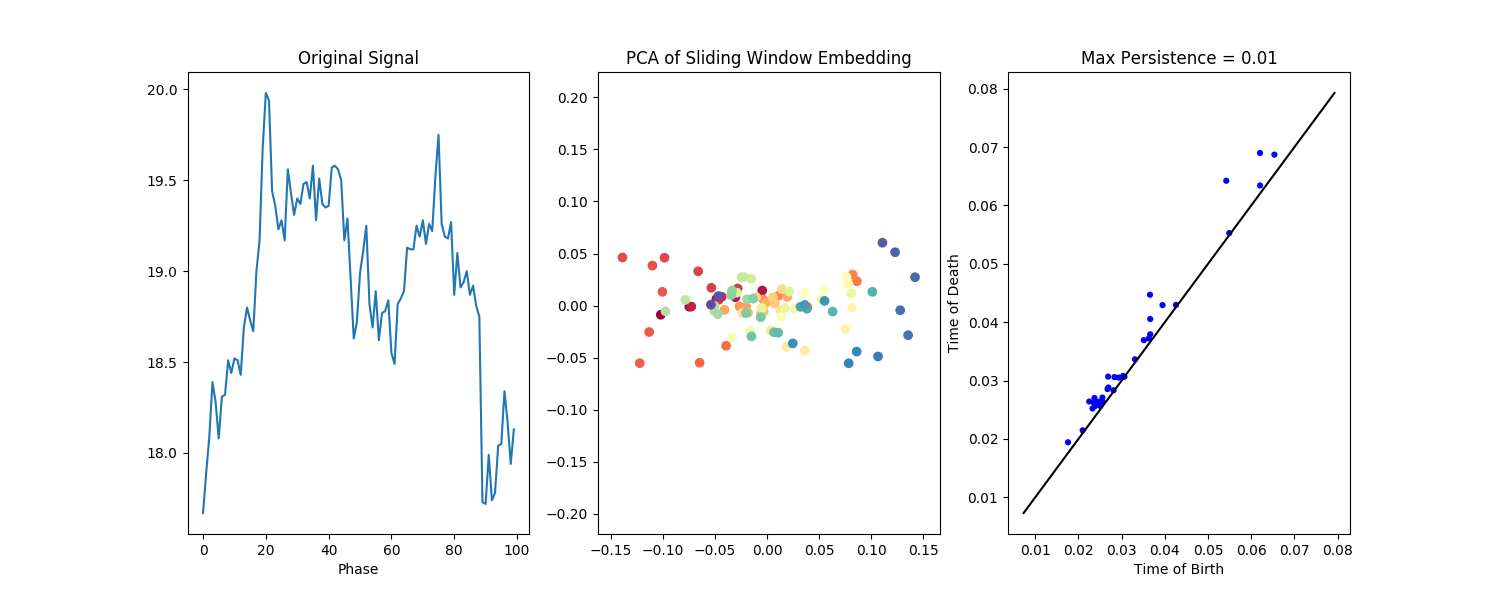 Original Signal
20.0
19.5
19.0
18.5
18.0
0 20 40 60 80 100
Phase
PCA of Sliding Window Embedding
0.20
0.15
0.10
0.05
0.00
−0.05
−0.10
−0.15
−0.20
−0.15 −0.10 −0.05 0.00 0.05 0.10 0.15
Max Persistence = 0.01
Time of Death
0.08
0.07
0.06
0.05
0.04
0.03
0.02
0.01
0.01 0.02 0.03 0.04 0.05 0.06 0.07 0.08
Time of Birth